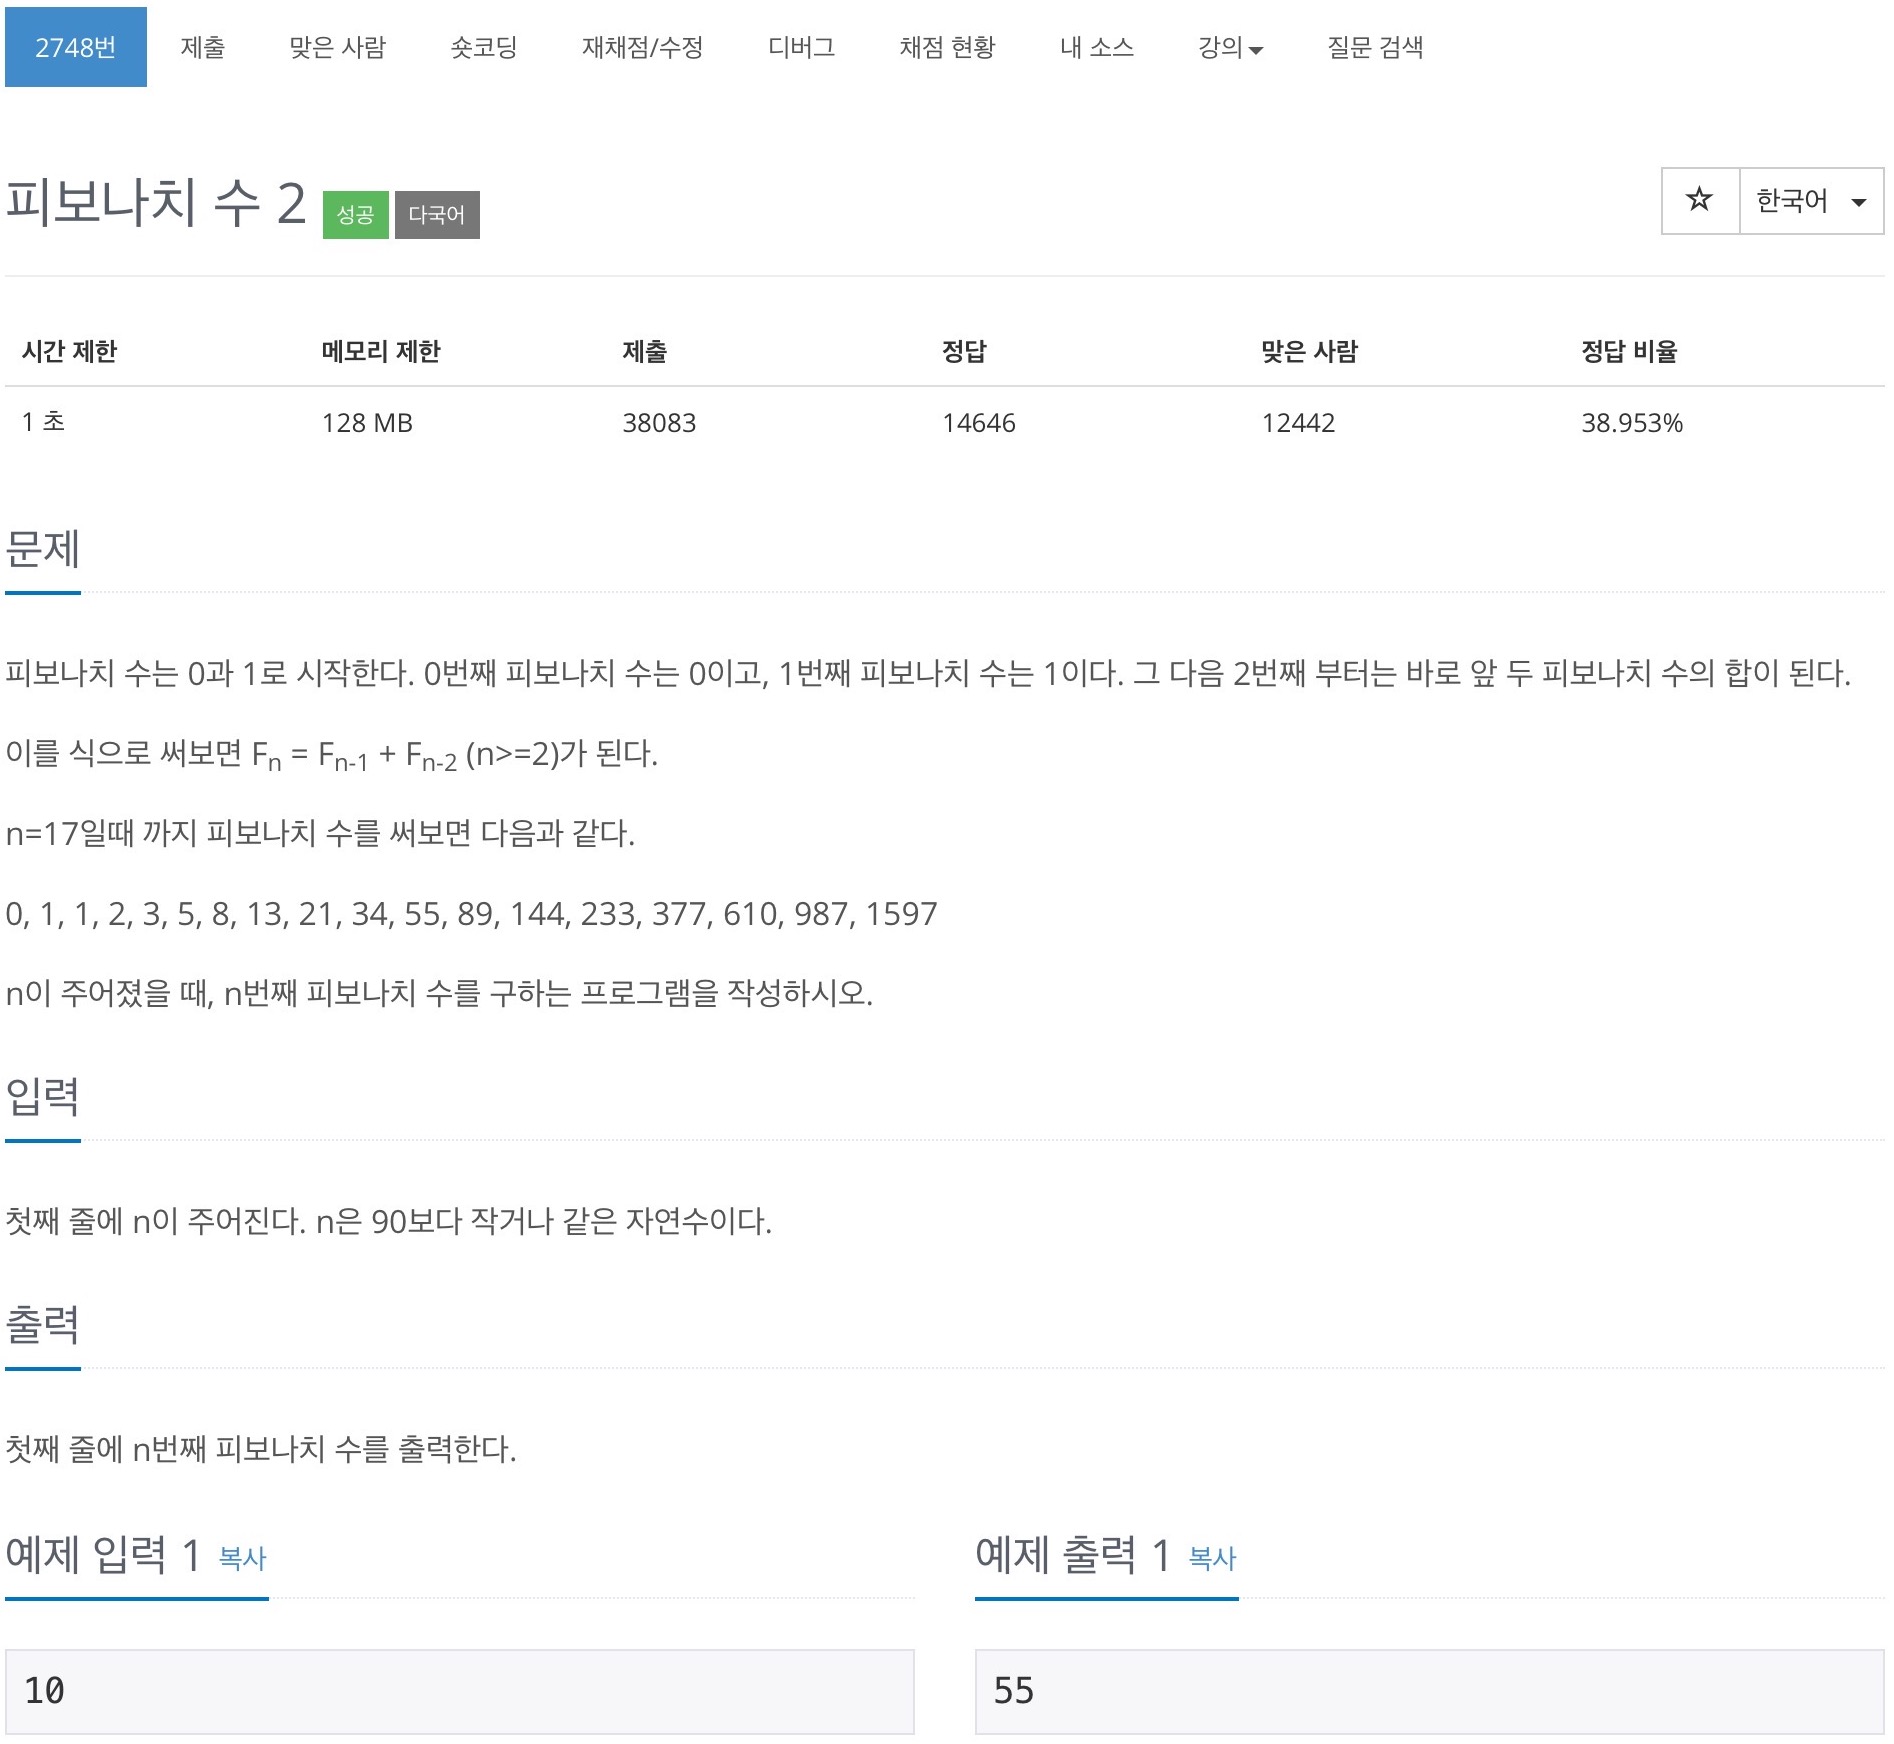 2748번 제출 맞은 사람 숏코딩 재채점/수정 디버그 채점 현황 내 소스 강의 질문 검색
피보나치 수 2 성공 다국어 ☆ 한국어
시간 제한 메모리 제한 제출 정답 맞은 사람 정답 비율
1 초 128 MB 38083 14646 12442 38.953%
문제
피보나치 수는 0과 1로 시작한다. 0번째 피보나치 수는 0이고, 1번째 피보나치 수는 1이다. 그 다음 2번째 부터는 바로 앞 두 피보나치 수의 합이 된다.
이를 식으로 써보면 Fn = Fn-1 + Fn-2 (n>=2)가 된다.
n=17일때 까지 피보나치 수를 써보면 다음과 같다.
0, 1, 1, 2, 3, 5, 8, 13, 21, 34, 55, 89, 144, 233, 377, 610, 987, 1597
n이 주어졌을 때, n번째 피보나치 수를 구하는 프로그램을 작성하시오.
입력
첫째 줄에 n이 주어진다. n은 90보다 작거나 같은 자연수이다.
출력
첫째 줄에 n번째 피보나치 수를 출력한다.
예제 입력 1 복사 예제 출력 1 복사
10 55